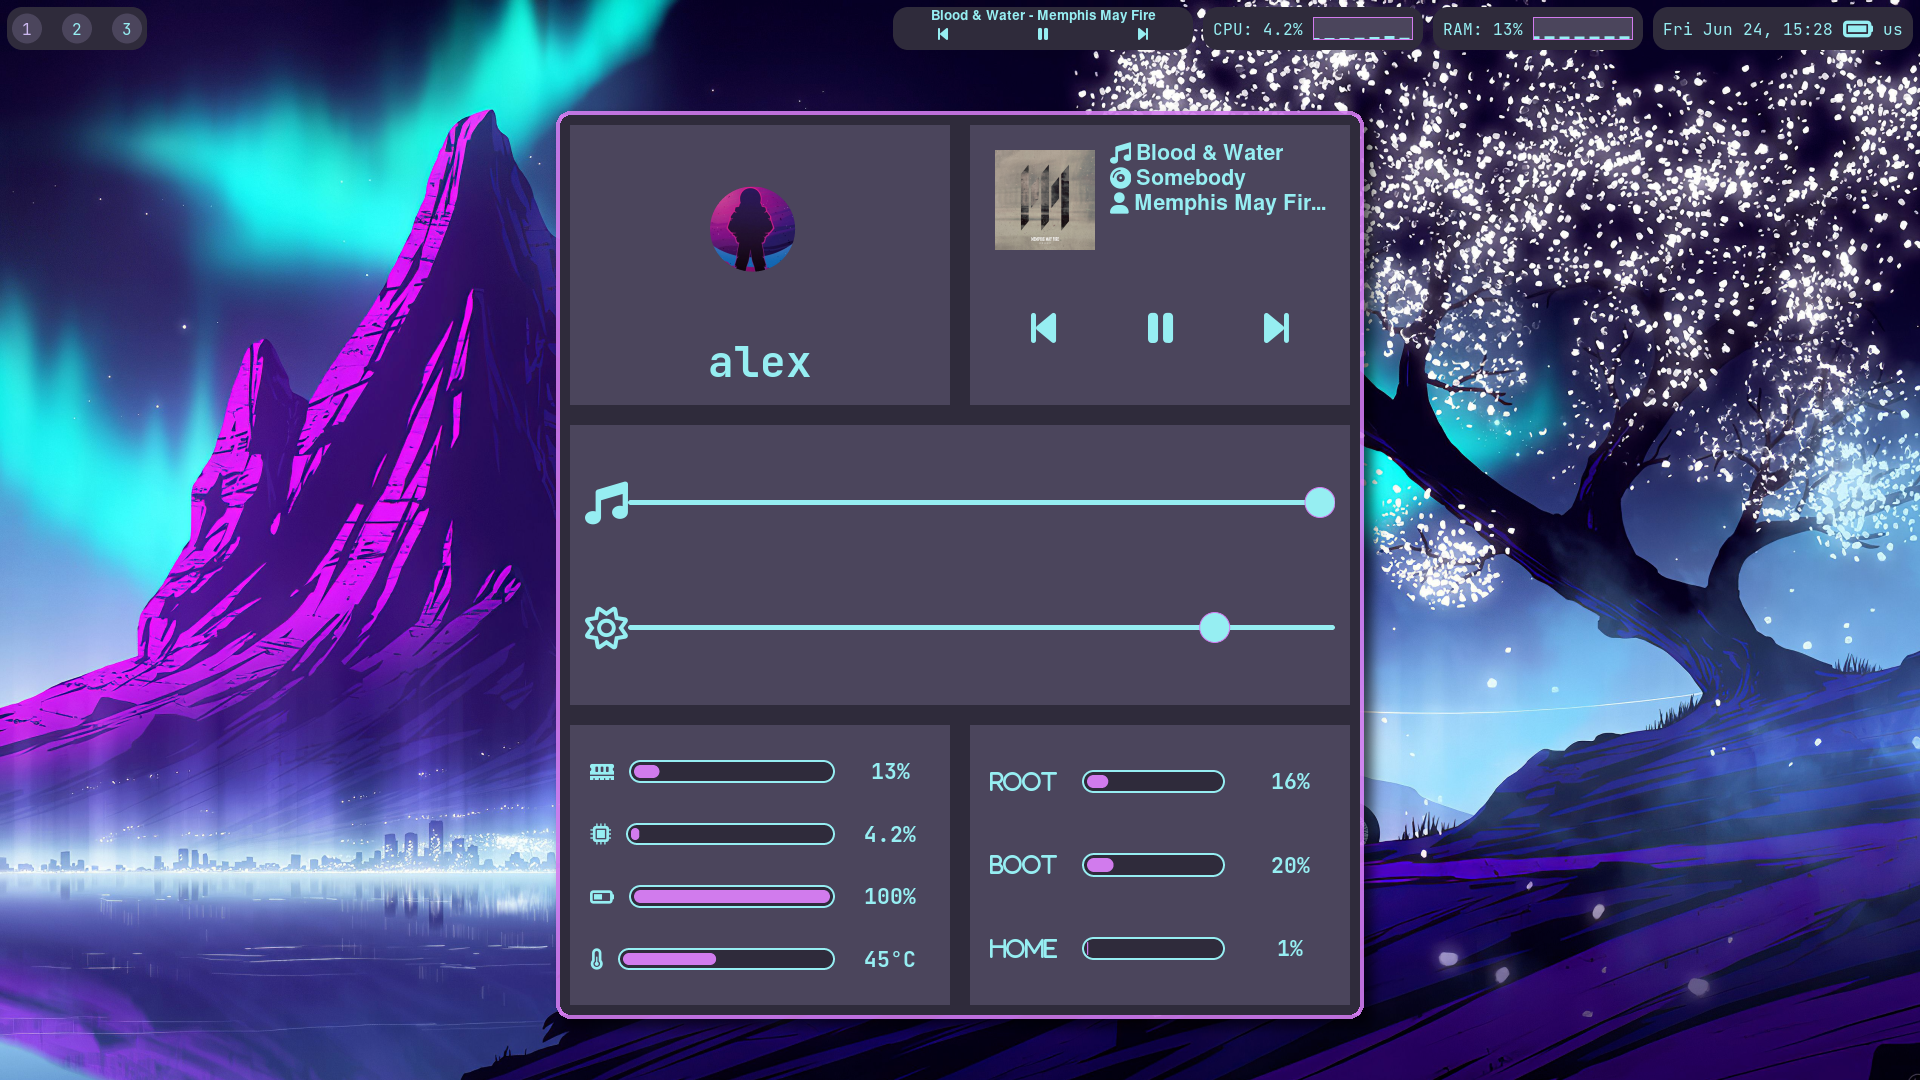 1 2 3
Blood & Water - Memphis May Fire
CPU: 4.2%
RAM: 13%
Fri Jun 24, 15:28 us
Blood & Water
Somebody
Memphis May Fir...
alex
13%
4.2%
100%
45°C
ROOT 16%
BOOT 20%
HOME 1%